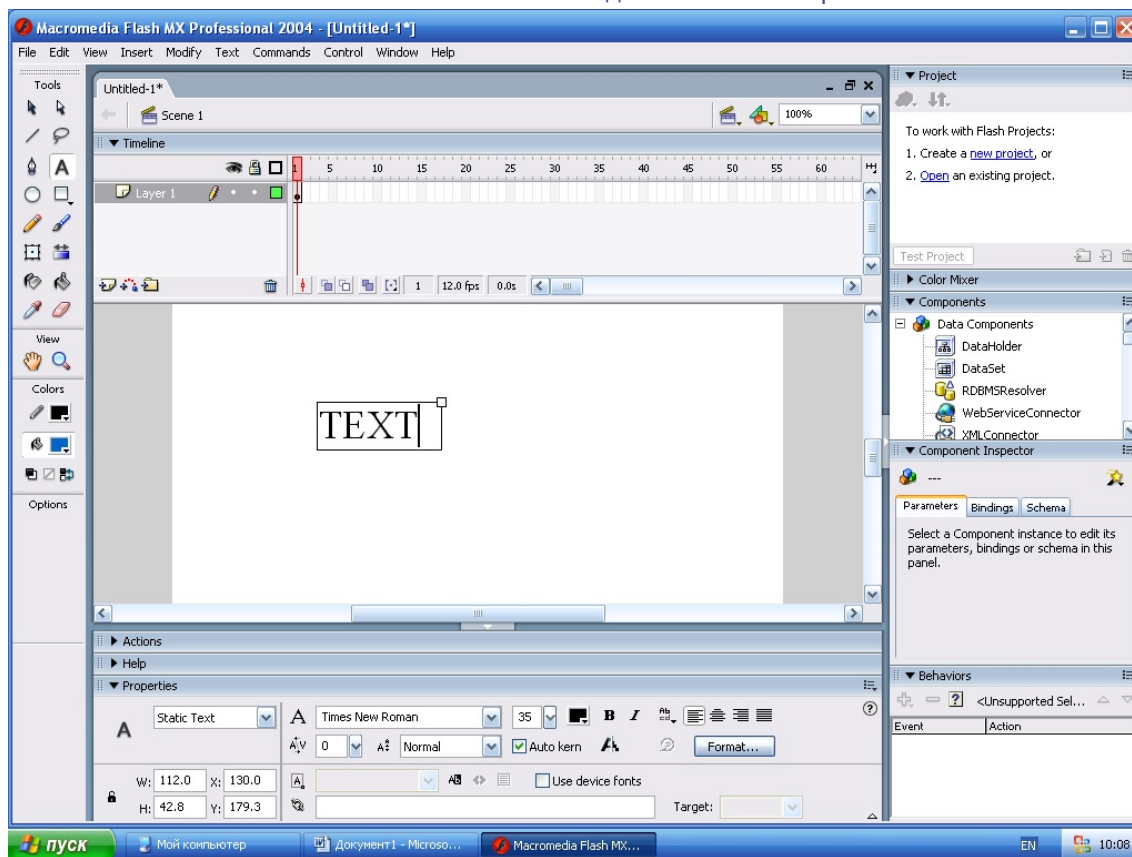 Macromedia Flash MX Professional 2004 - [Untitled-1*]
File Edit View Insert Modify Text Commands Control Window Help
Tools
View
Colors
Options
Untitled-1*
Scene 1
100%
Timeline
1 5 10 15 20 25 30 35 40 45 50 55 60
Layer 1
1 12.0 fps 0.0s
TEXT
Actions
Help
Properties
A Static Text A Times New Roman 35 B I
A V 0 Normal Auto kern Format...
W: 112.0 X: 130.0 Use device fonts
H: 42.8 Y: 179.3 Target:
Project
To work with Flash Projects:
1. Create a new project, or
2. Open an existing project.
Test Project
Color Mixer
Components
Data Components
DataHolder
DataSet
RDBMSResolver
WebServiceConnector
XMLConnector
Component Inspector
---
Parameters Bindings Schema
Select a Component instance to edit its
parameters, bindings or schema in this
panel.
Behaviors
<Unsupported Sel...
Event Action
пуск Мой компьютер Документ1 - Microso... Macromedia Flash MX... EN 10:08